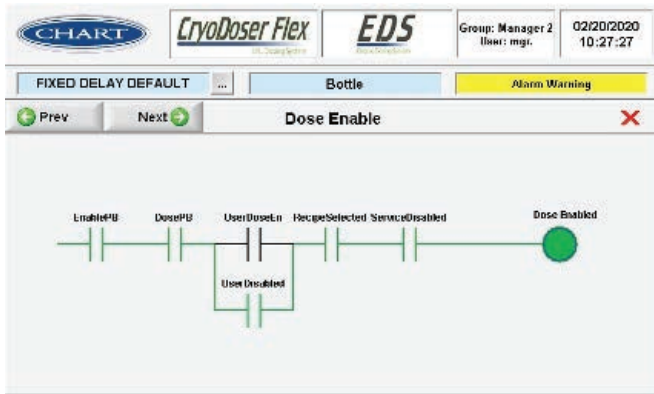 CHART
CryoDoser Flex
EDS
Group: Manager 2
User: mgr.
02/20/2020
10:27:27
FIXED DELAY DEFAULT
...
Bottle
Alarm Warning
Prev
Next
Dose Enable
EnablePB
DosePB
UserDoseEn
RecipeSelected
ServiceDisabled
Dose Enabled
UserDisabled